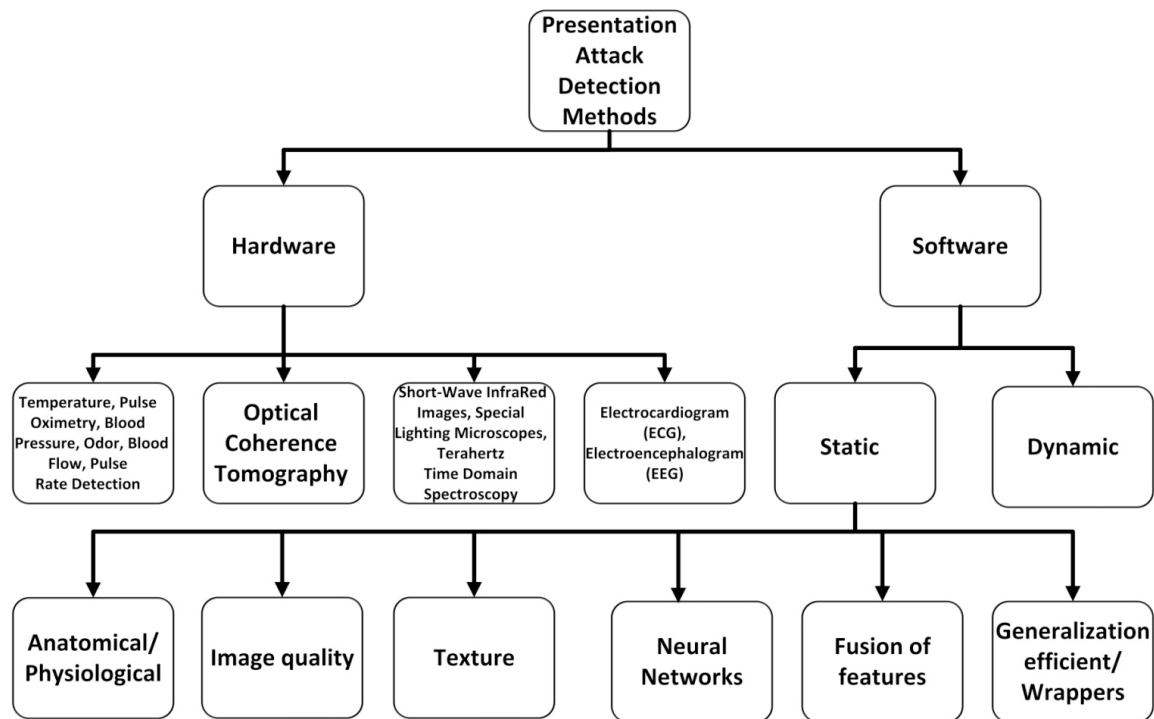 Presentation
Attack
Detection
Methods
Hardware
Software
Temperature, Pulse
Oximetry, Blood
Pressure, Odor, Blood
Flow, Pulse
Rate Detection
Optical
Coherence
Tomography
Short-Wave InfraRed
Images, Special
Lighting Microscopes,
Terahertz
Time Domain
Spectroscopy
Electrocardiogram
(ECG),
Electroencephalogram
(EEG)
Static
Dynamic
Anatomical/
Physiological
Image quality
Texture
Neural
Networks
Fusion of
features
Generalization
efficient/
Wrappers